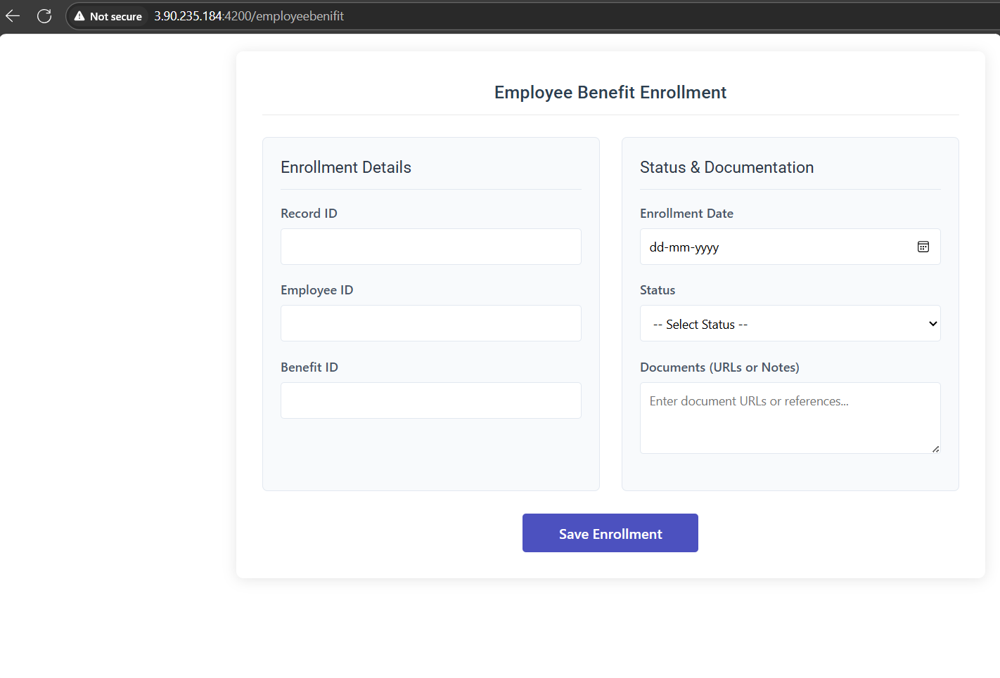 Not secure 3.90.235.184:4200/employeebenifit
Employee Benefit Enrollment
Enrollment Details
Record ID
Employee ID
Benefit ID
Status & Documentation
Enrollment Date
dd-mm-yyyy
Status
-- Select Status --
Documents (URLs or Notes)
Enter document URLs or references...
Save Enrollment